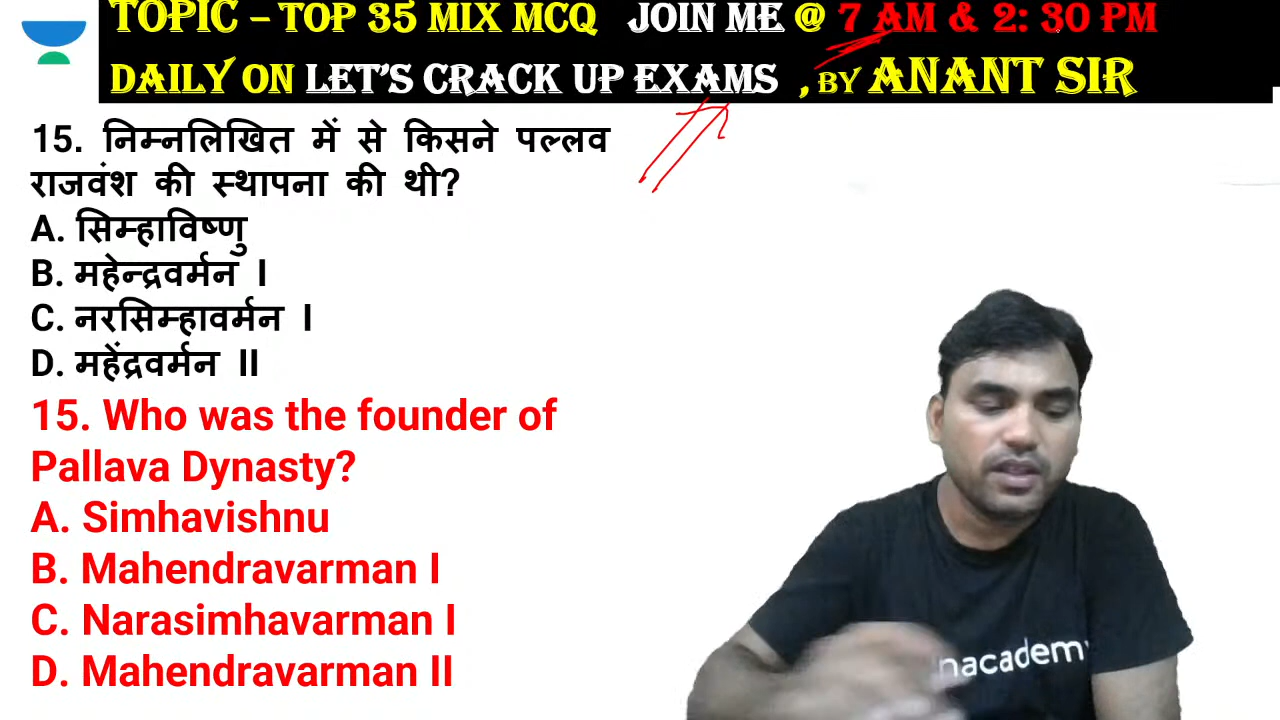 TOPIC – TOP 35 MIX MCQ JOIN ME @ 7 AM & 2: 30 PM
DAILY ON LET'S CRACK UP EXAMS , BY ANANT SIR
15. निम्नलिखित में से किसने पल्लव
राजवंश की स्थापना की थी?
A. सिम्हाविष्णु
B. महेन्द्रवर्मन I
C. नरसिम्हावर्मन I
D. महेंद्रवर्मन II
15. Who was the founder of
Pallava Dynasty?
A. Simhavishnu
B. Mahendravarman I
C. Narasimhavarman I
D. Mahendravarman II
nacademy